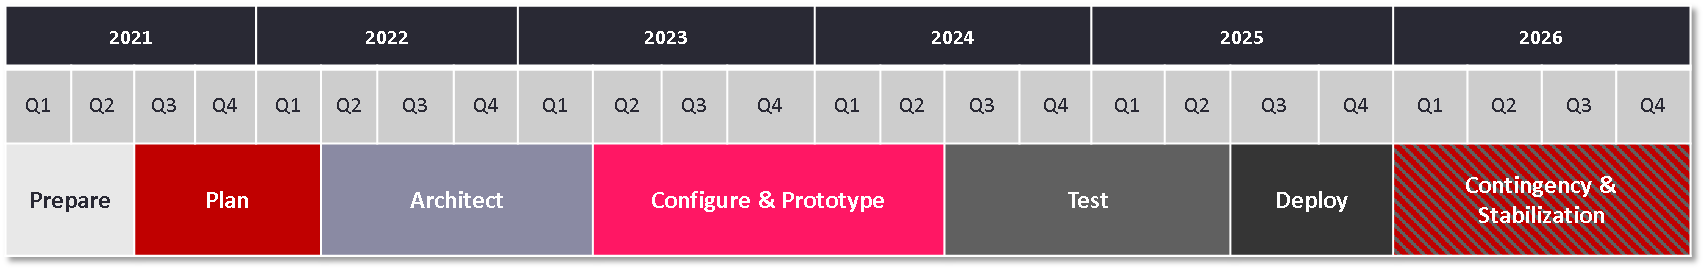 2021 2022 2023 2024 2025 2026
Q1 Q2 Q3 Q4 Q1 Q2 Q3 Q4 Q1 Q2 Q3 Q4 Q1 Q2 Q3 Q4 Q1 Q2 Q3 Q4 Q1 Q2 Q3 Q4
Prepare Plan Architect Configure & Prototype Test Deploy Contingency &
Stabilization